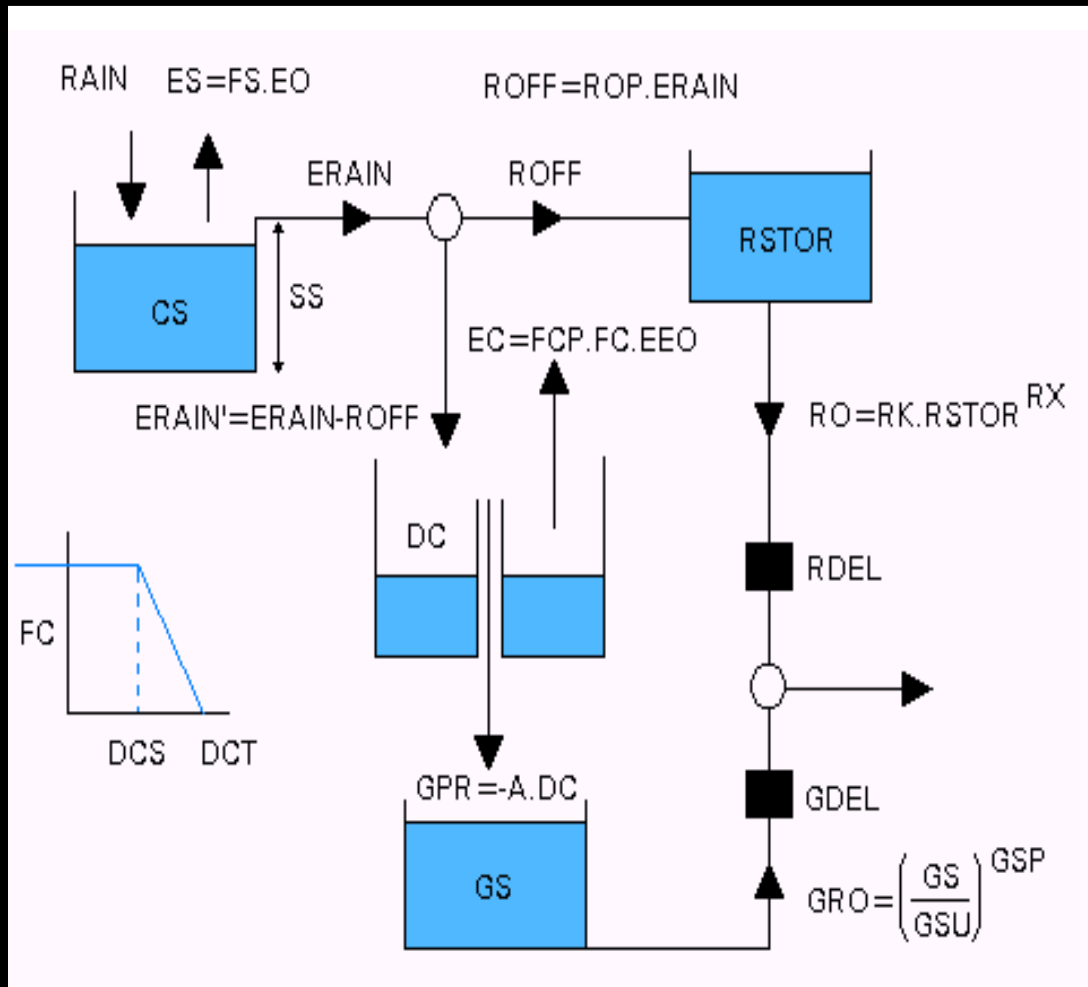 RAIN
ES=FS.EO
ROFF=ROP.ERAIN
ERAIN
ROFF
RSTOR
CS
SS
EC=FCP.FC.EEO
ERAIN'=ERAIN-ROFF
RO=RK.RSTOR^RX
DC
RDEL
FC
DCS
DCT
GPR=-A.DC
GDEL
GS
GRO=(GS/GSU)^GSP